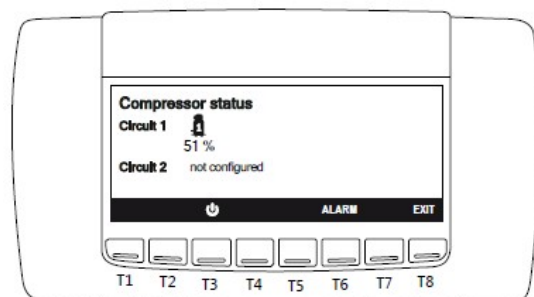 Compressor status
Circuit 1 1
51 %
Circuit 2 not configured
ALARM EXIT
T1 T2 T3 T4 T5 T6 T7 T8